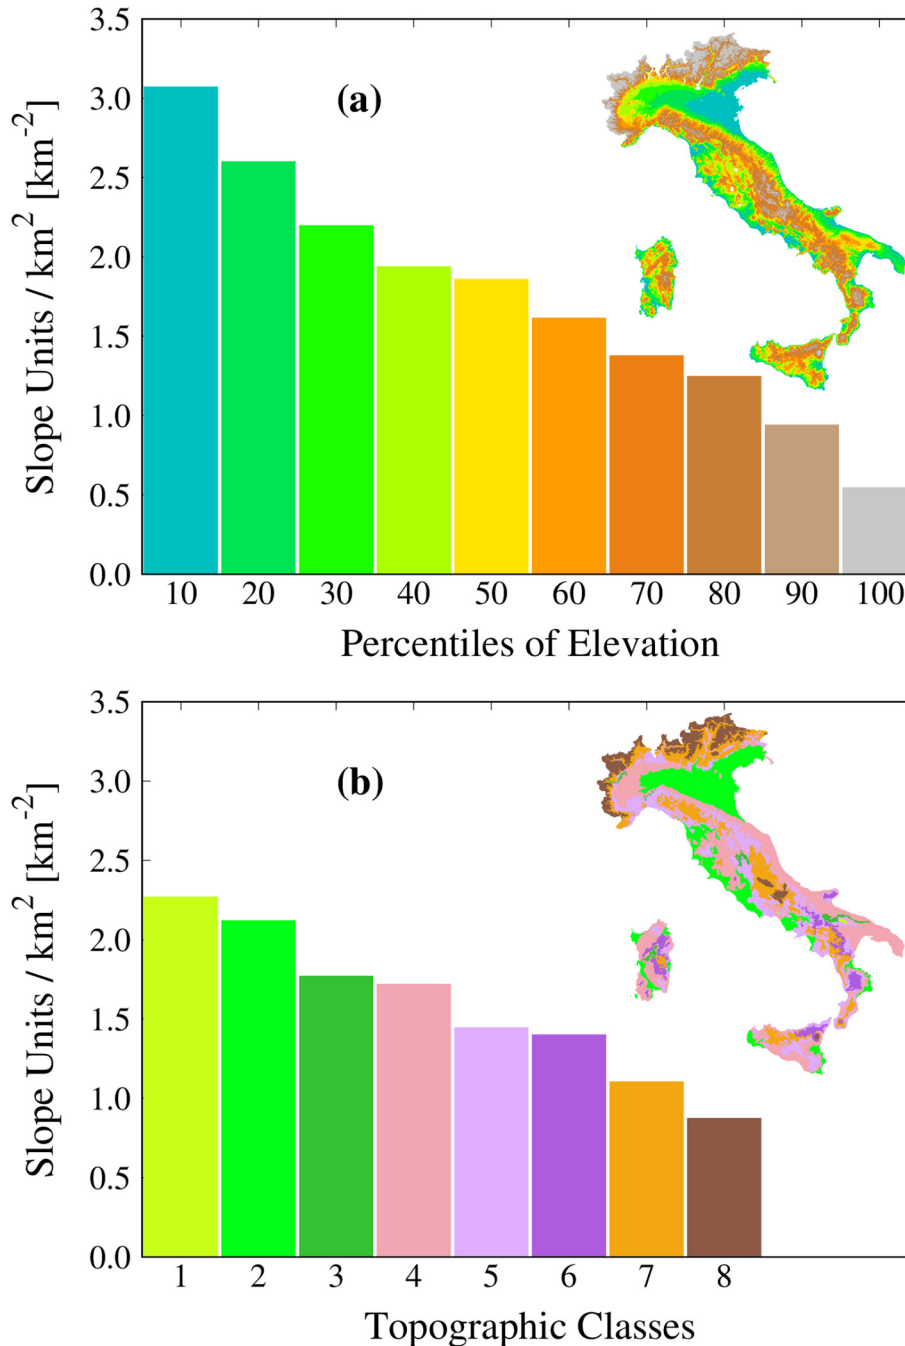 3.5
3.0
2.5
2.0
1.5
1.0
0.5
0.0
Slope Units / km² [km⁻²]
(a)
10 20 30 40 50 60 70 80 90 100
Percentiles of Elevation
3.5
3.0
2.5
2.0
1.5
1.0
0.5
0.0
Slope Units / km² [km⁻²]
(b)
1 2 3 4 5 6 7 8
Topographic Classes